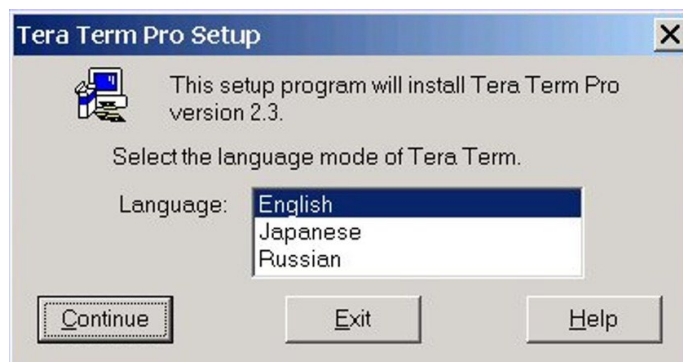 Tera Term Pro Setup
This setup program will install Tera Term Pro
version 2.3.
Select the language mode of Tera Term.
Language:
English
Japanese
Russian
Continue
Exit
Help